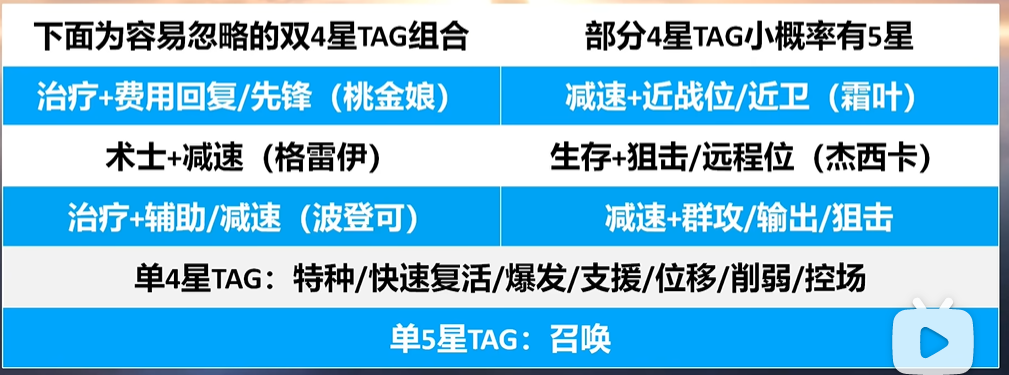 下面为容易忽略的双4星TAG组合
部分4星TAG小概率有5星
治疗+费用回复/先锋（桃金娘）
减速+近战位/近卫（霜叶）
术士+减速（格雷伊）
生存+狙击/远程位（杰西卡）
治疗+辅助/减速（波登可）
减速+群攻/输出/狙击
单4星TAG：特种/快速复活/爆发/支援/位移/削弱/控场
单5星TAG：召唤